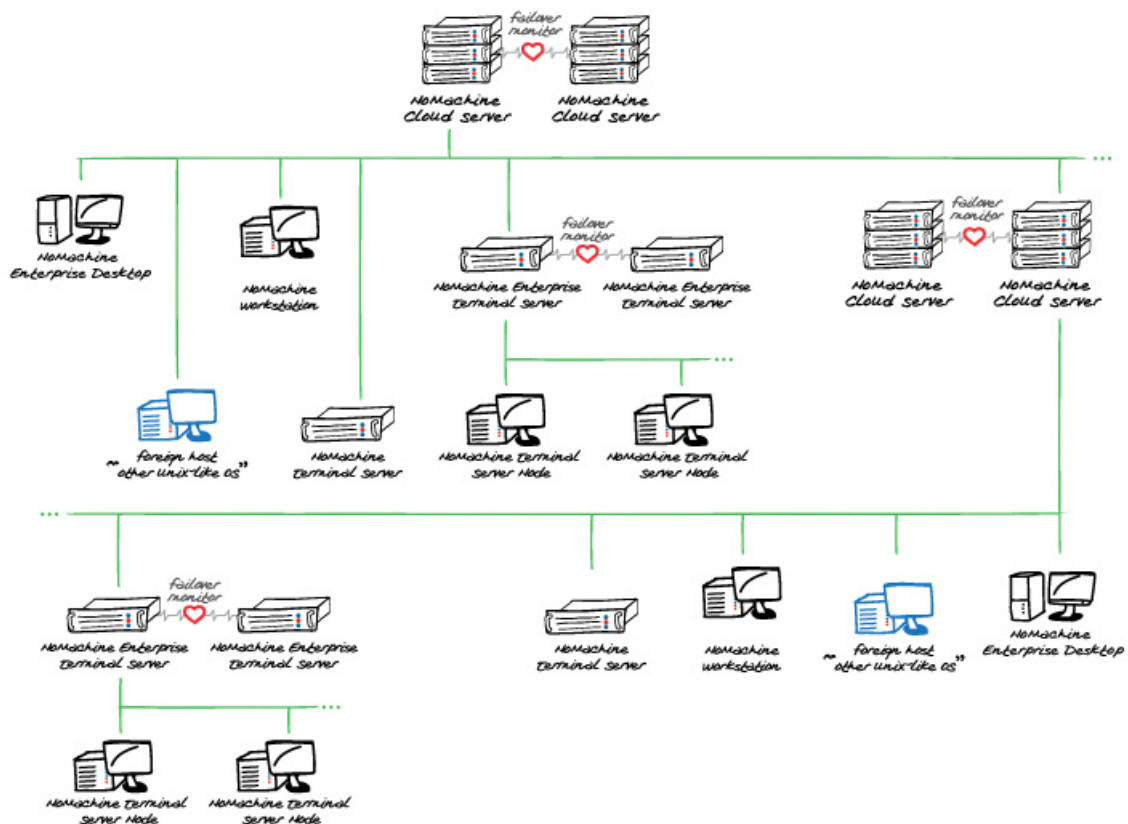 failover
monitor
NoMachine
Cloud Server
NoMachine
Cloud Server
...
NoMachine
Enterprise Desktop
NoMachine
Workstation
failover
monitor
NoMachine Enterprise
Terminal Server
NoMachine Enterprise
Terminal Server
failover
monitor
NoMachine
Cloud Server
NoMachine
Cloud Server
...
foreign host
"other Unix-like OS"
NoMachine
Terminal Server
NoMachine Terminal
Server Node
NoMachine Terminal
Server Node
...
failover
monitor
NoMachine Enterprise
Terminal Server
NoMachine Enterprise
Terminal Server
NoMachine
Terminal Server
NoMachine
Workstation
foreign host
"other Unix-like OS"
NoMachine
Enterprise Desktop
...
NoMachine Terminal
Server Node
NoMachine Terminal
Server Node